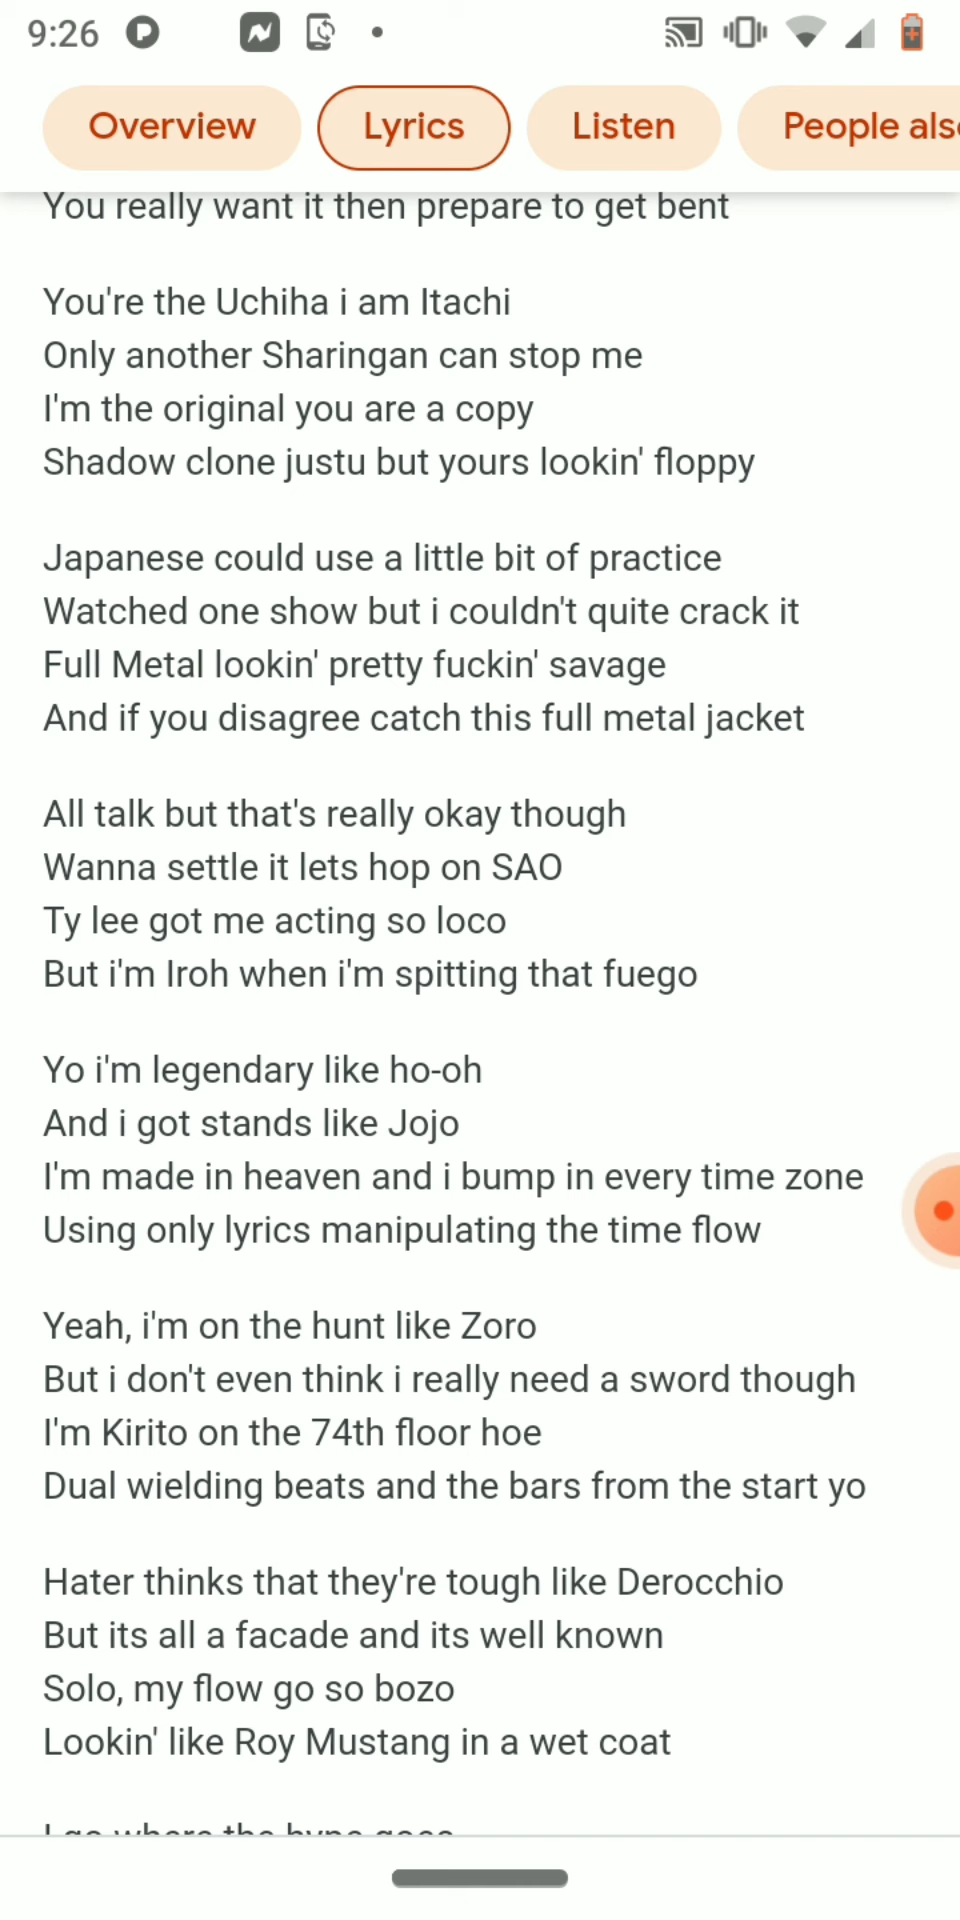 9:26
Overview
Lyrics
Listen
People als
You really want it then prepare to get bent
You're the Uchiha i am Itachi
Only another Sharingan can stop me
I'm the original you are a copy
Shadow clone justu but yours lookin' floppy
Japanese could use a little bit of practice
Watched one show but i couldn't quite crack it
Full Metal lookin' pretty fuckin' savage
And if you disagree catch this full metal jacket
All talk but that's really okay though
Wanna settle it lets hop on SAO
Ty lee got me acting so loco
But i'm Iroh when i'm spitting that fuego
Yo i'm legendary like ho-oh
And i got stands like Jojo
I'm made in heaven and i bump in every time zone
Using only lyrics manipulating the time flow
Yeah, i'm on the hunt like Zoro
But i don't even think i really need a sword though
I'm Kirito on the 74th floor hoe
Dual wielding beats and the bars from the start yo
Hater thinks that they're tough like Derocchio
But its all a facade and its well known
Solo, my flow go so bozo
Lookin' like Roy Mustang in a wet coat
I go where the hype goes